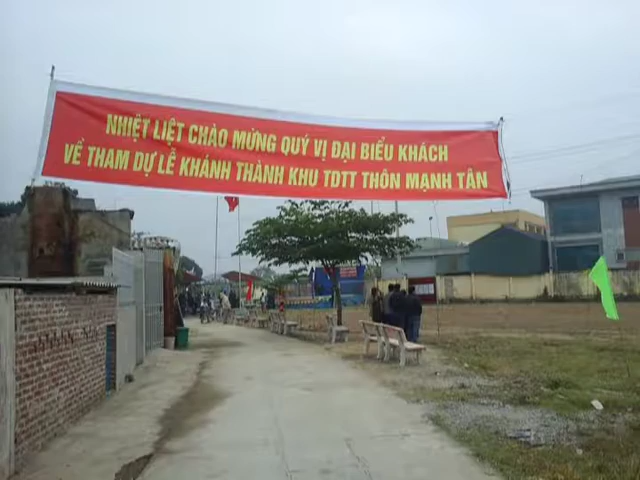 NHIỆT LIỆT CHÀO MỪNG QUÝ VỊ ĐẠI BIỂU KHÁCH
VỀ THAM DỰ LỄ KHÁNH THÀNH KHU TDTT THÔN MẠNH TÂN